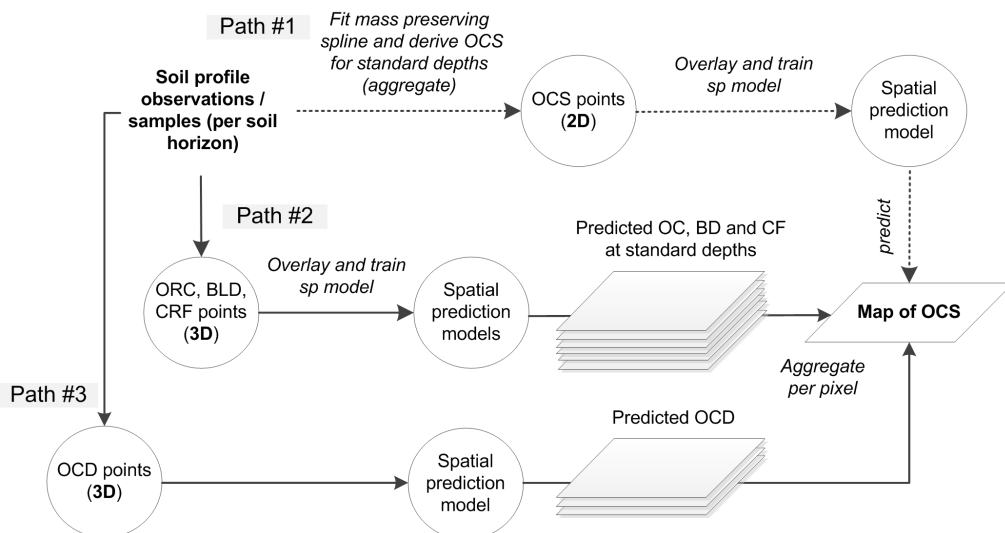 Path #1
Fit mass preserving
spline and derive OCS
for standard depths
(aggregate)
Soil profile
observations /
samples (per soil
horizon)
OCS points
(2D)
Overlay and train
sp model
Spatial
prediction
model
predict
Path #2
ORC, BLD,
CRF points
(3D)
Overlay and train
sp model
Spatial
prediction
models
Predicted OC, BD and CF
at standard depths
Map of OCS
Aggregate
per pixel
Path #3
OCD points
(3D)
Spatial
prediction
model
Predicted OCD